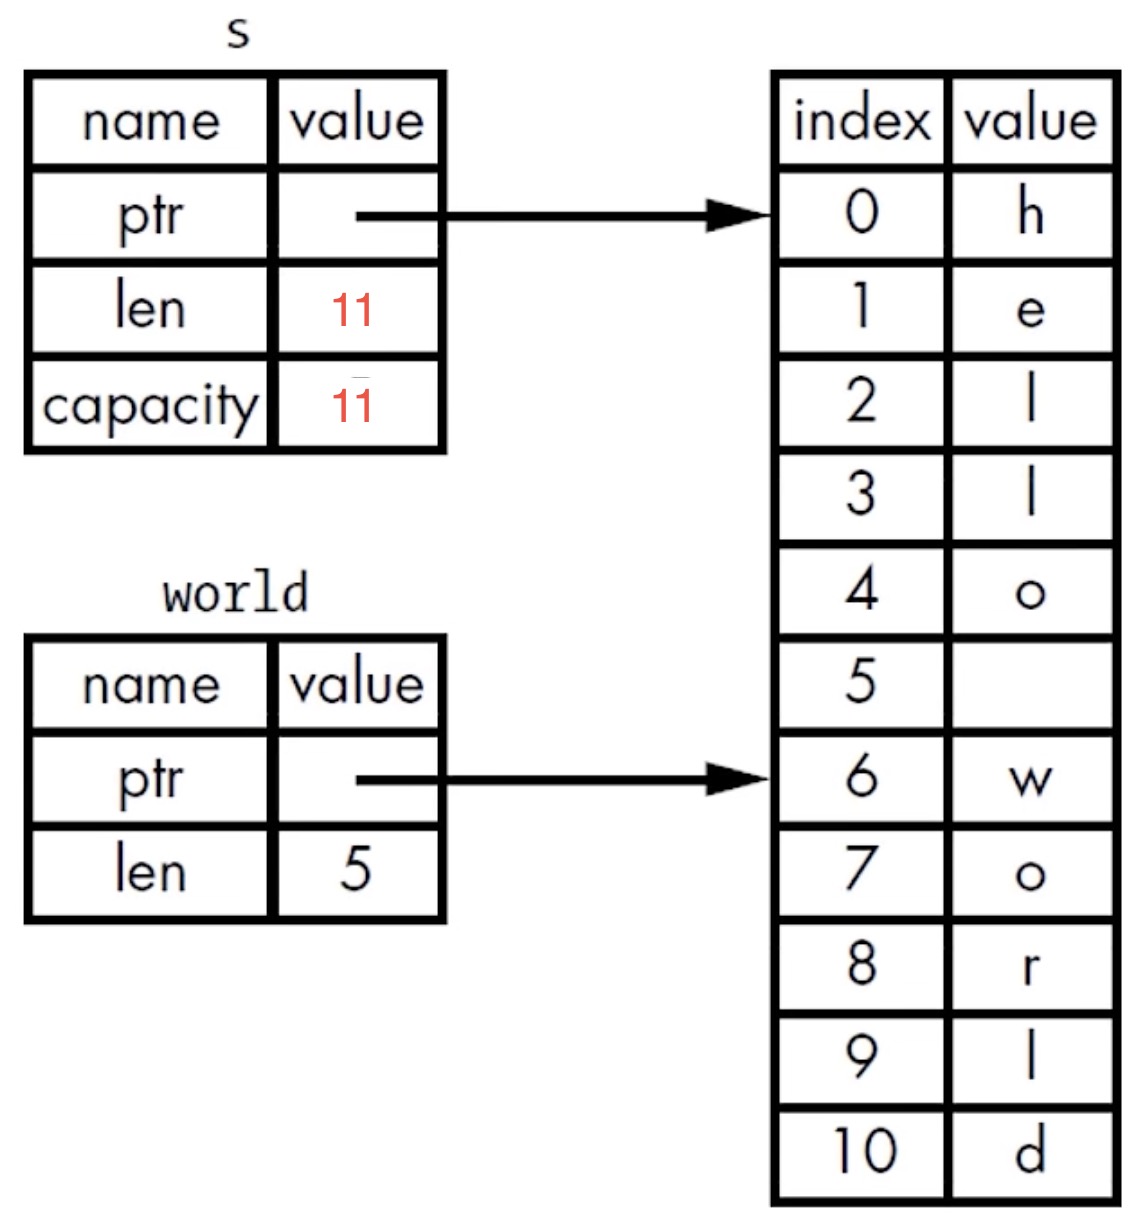 s
name value
ptr
len 11
capacity 11
world
name value
ptr
len 5
index value
0 h
1 e
2 l
3 l
4 o
5
6 w
7 o
8 r
9 l
10 d